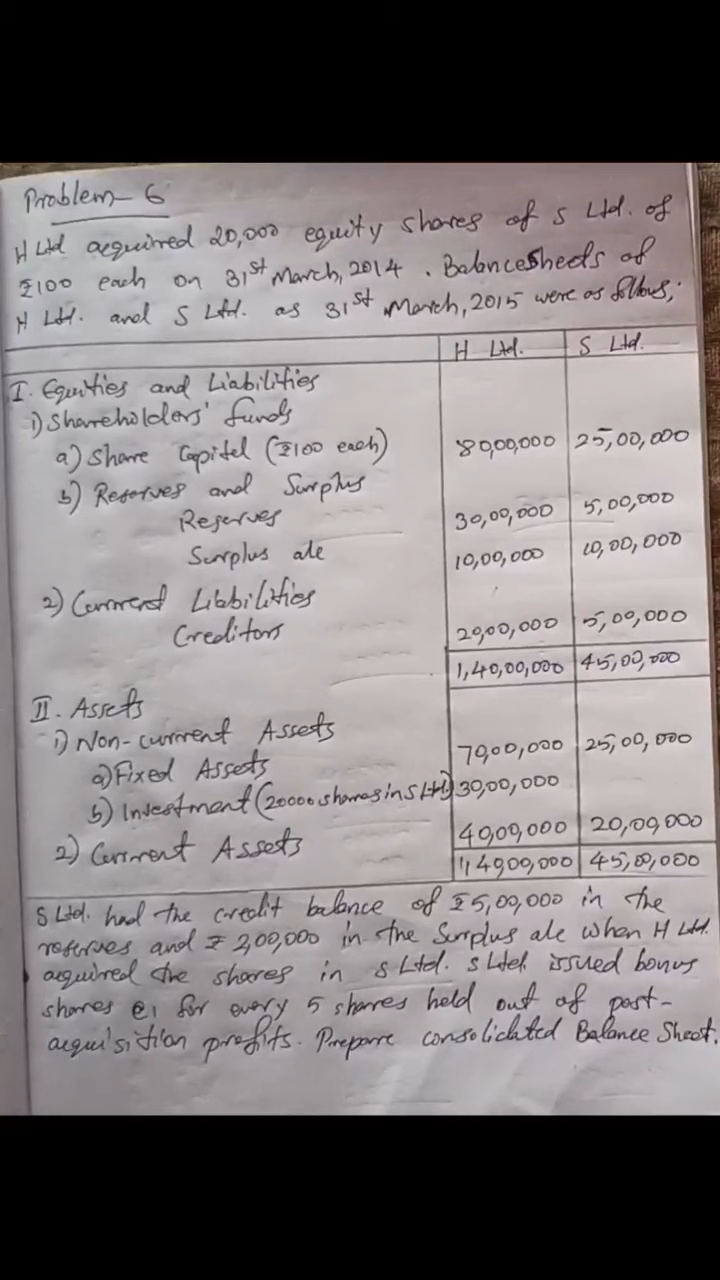 Problem-6
H Ltd acquired 20,000 equity shares of S Ltd. of
₹100 each on 31st March, 2014. Balancesheets of
H Ltd. and S Ltd. as 31st March, 2015 were as follows;
H Ltd. S Ltd.
I. Equities and Liabilities
1) Shareholders' funds
a) Share Capital (₹100 each) 80,00,000 25,00,000
b) Reserves and Surplus
Reserves 30,00,000 5,00,000
Surplus a/c 10,00,000 10,00,000
2) Current Liabilities
Creditors 20,00,000 5,00,000
1,40,00,000 45,00,000
II. Assets
1) Non-current Assets
a) Fixed Assets 70,00,000 25,00,000
b) Investment (20000 shares in S Ltd) 30,00,000
2) Current Assets 40,00,000 20,00,000
1,40,00,000 45,00,000
S Ltd. had the credit balance of ₹5,00,000 in the
reserves and ₹ 2,00,000 in the Surplus a/c when H Ltd.
acquired the shares in S Ltd. S Ltd. issued bonus
shares @1 for every 5 shares held out of post-
acquisition profits. Prepare consolidated Balance Sheet.